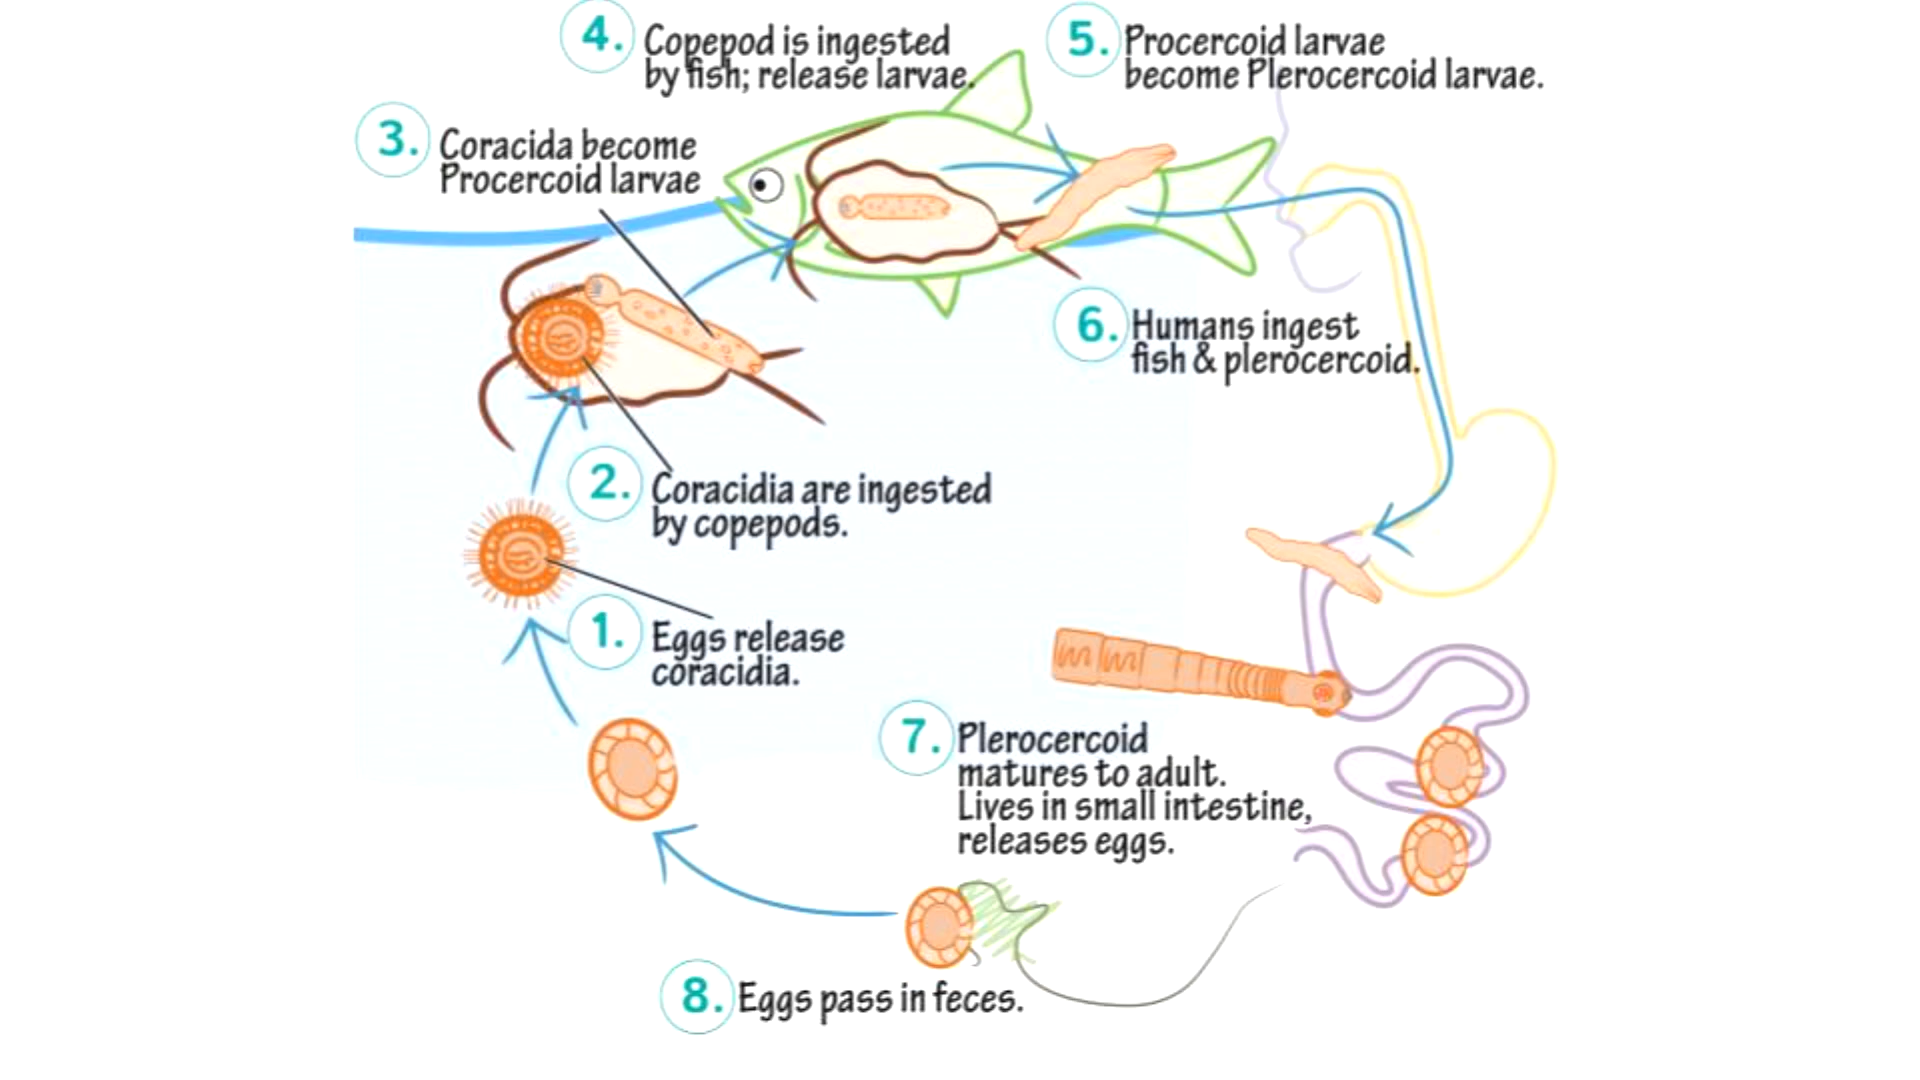 4. Copepod is ingested
by fish; release larvae.
5. Procercoid larvae
become Plerocercoid larvae.
3. Coracida become
Procercoid larvae
6. Humans ingest
fish & plerocercoid.
2. Coracidia are ingested
by copepods.
1. Eggs release
coracidia.
7. Plerocercoid
matures to adult.
Lives in small intestine,
releases eggs.
8. Eggs pass in feces.